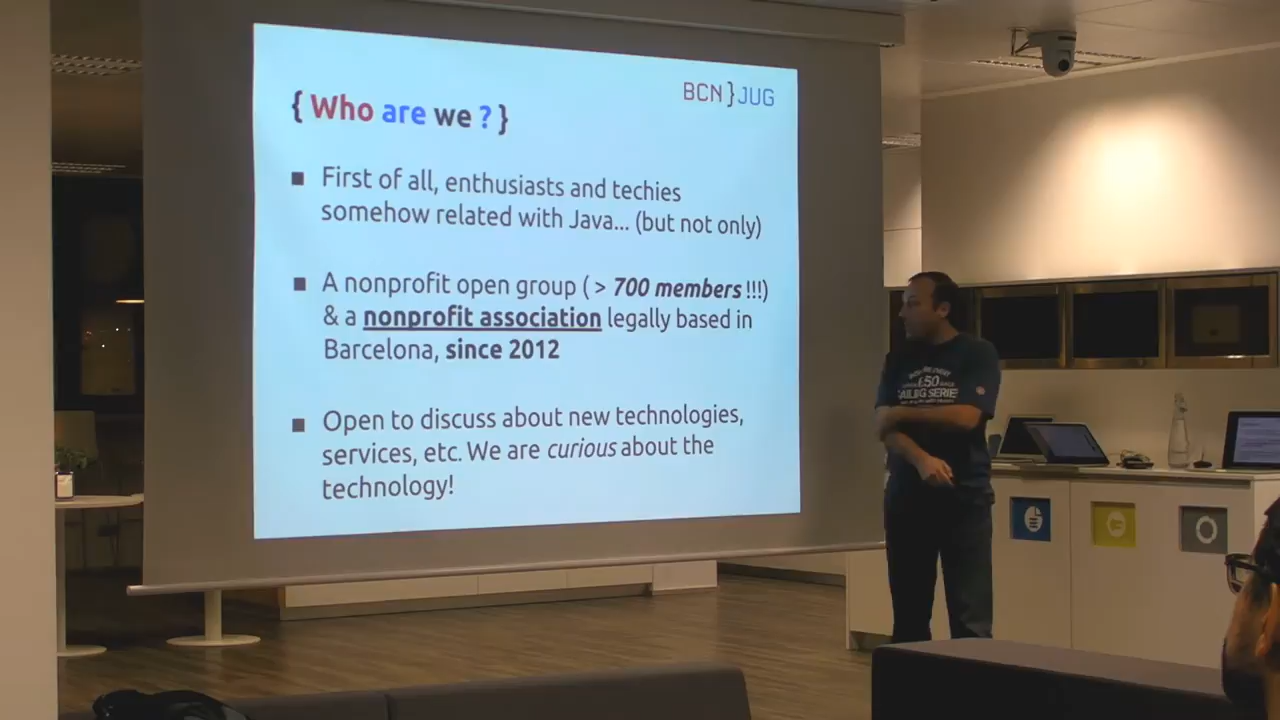 BCN}JUG
{ Who are we ? }
First of all, enthusiasts and techies
somehow related with Java... (but not only)
A nonprofit open group ( > 700 members !!!)
& a nonprofit association legally based in
Barcelona, since 2012
Open to discuss about new technologies,
services, etc. We are curious about the
technology!
£50
SERIE